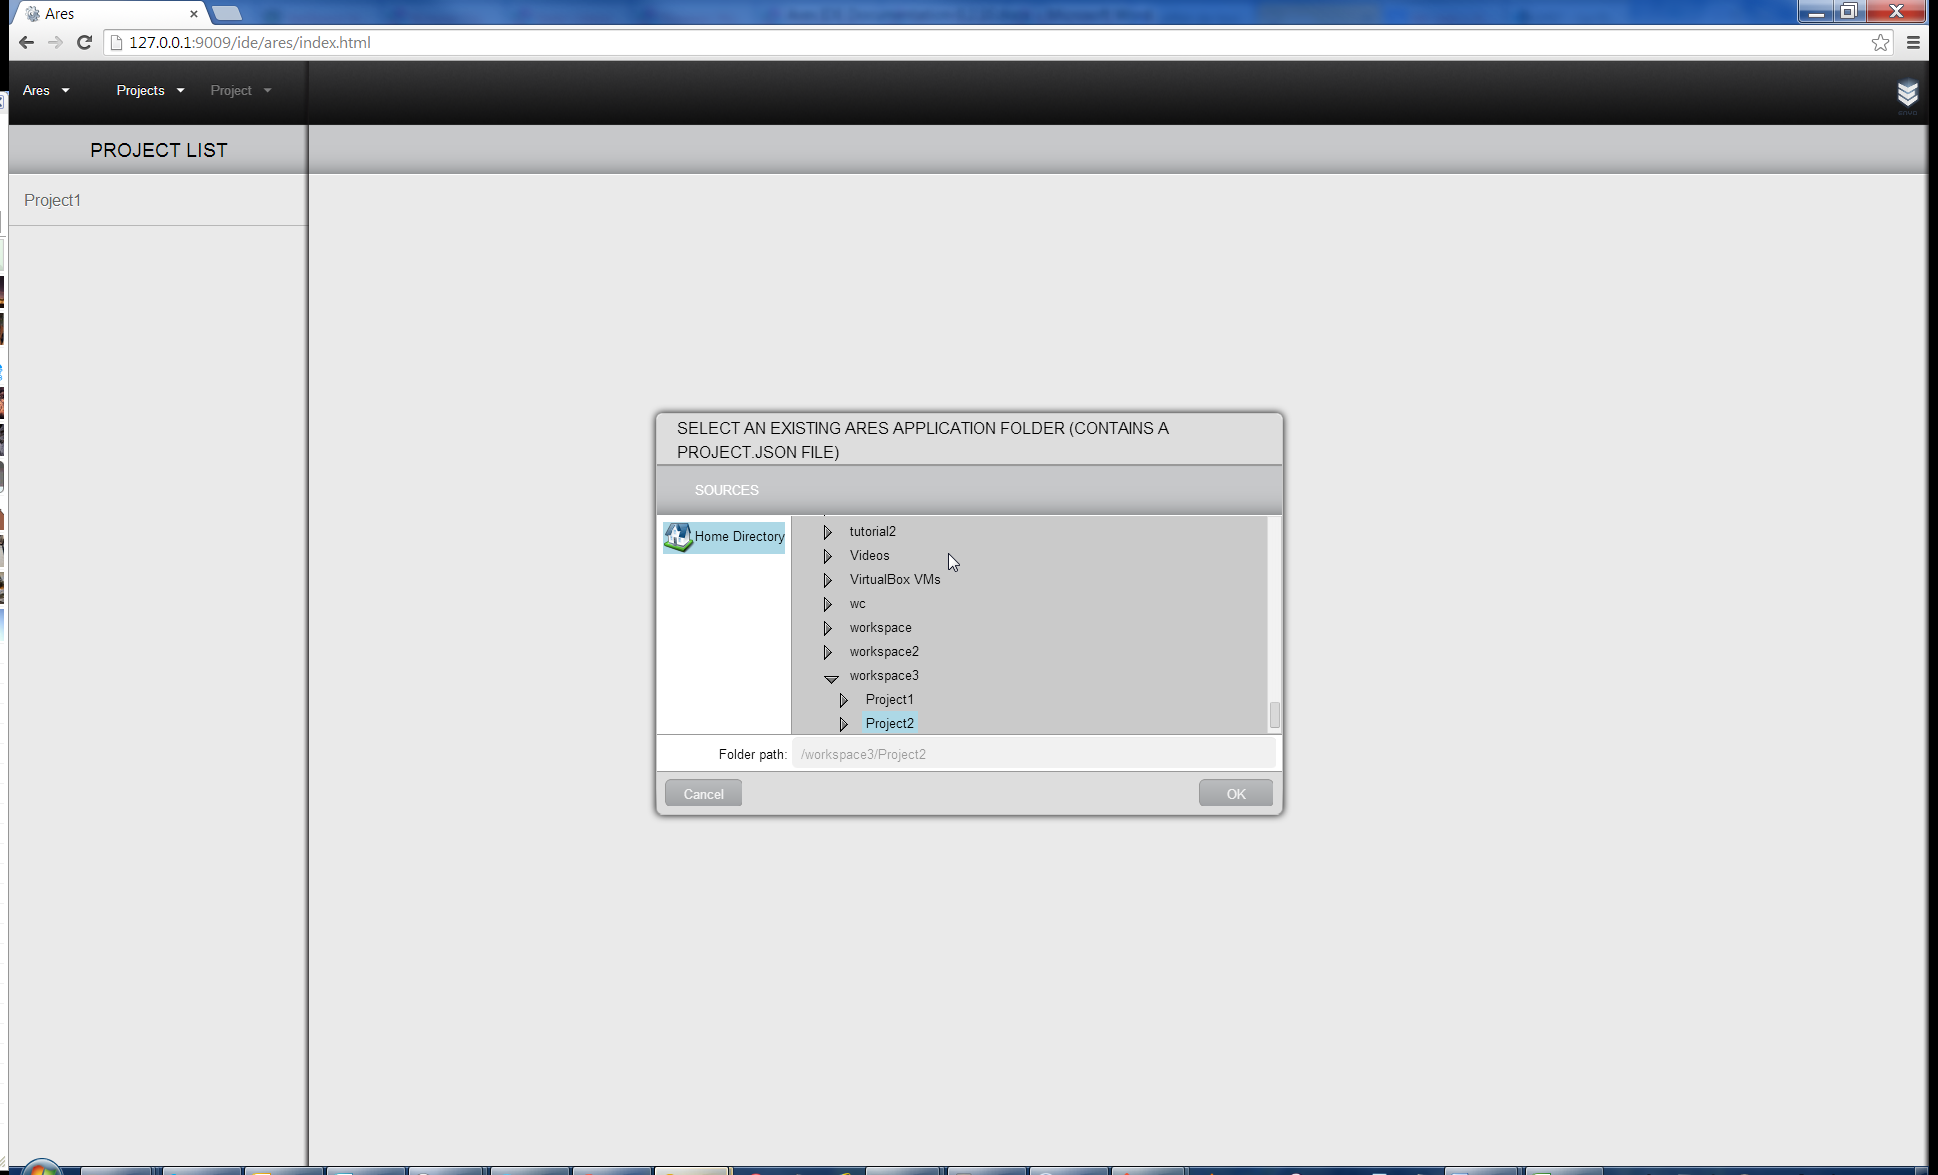 Ares
127.0.0.1:9009/ide/ares/index.html
Ares Projects Project
PROJECT LIST
Project1
SELECT AN EXISTING ARES APPLICATION FOLDER (CONTAINS A
PROJECT.JSON FILE)
SOURCES
Home Directory
tutorial2
Videos
VirtualBox VMs
wc
workspace
workspace2
workspace3
Project1
Project2
Folder path: /workspace3/Project2
Cancel OK